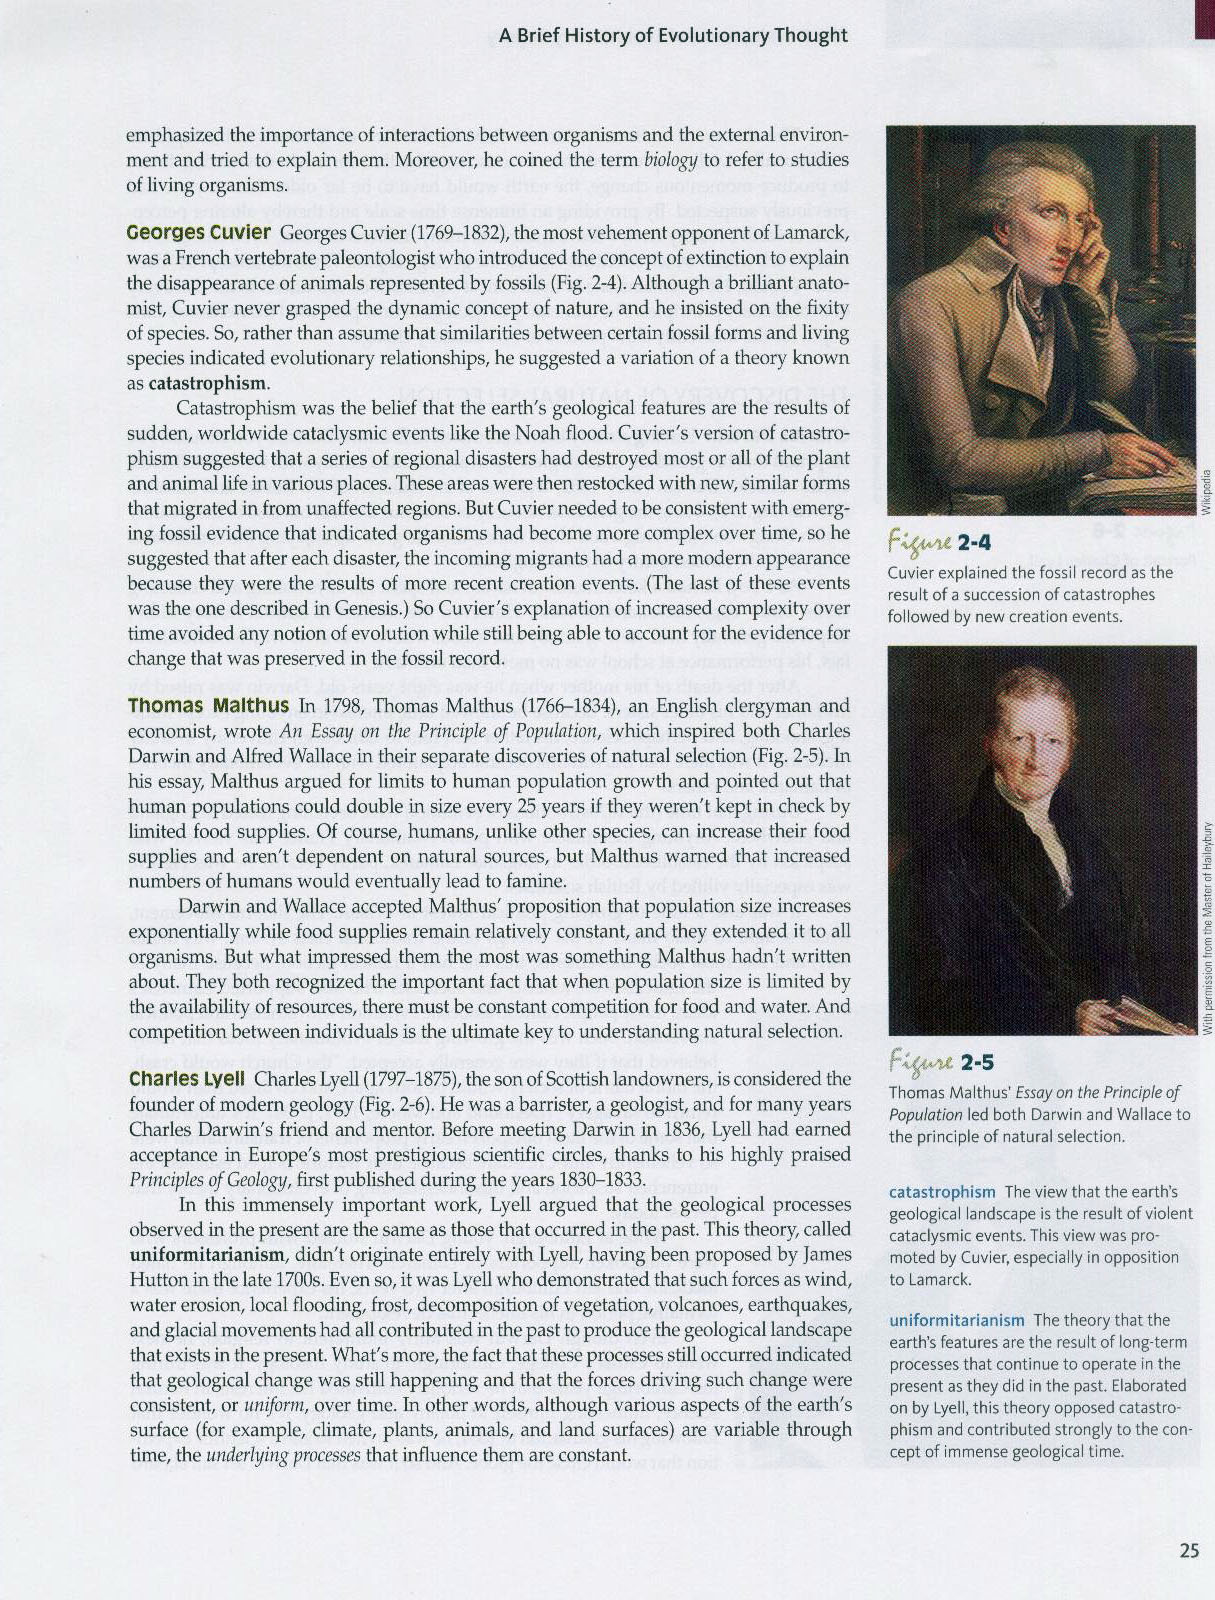 A Brief History of Evolutionary Thought
emphasized the importance of interactions between organisms and the external environ-
ment and tried to explain them. Moreover, he coined the term biology to refer to studies
of living organisms.
Georges Cuvier Georges Cuvier (1769–1832), the most vehement opponent of Lamarck,
was a French vertebrate paleontologist who introduced the concept of extinction to explain
the disappearance of animals represented by fossils (Fig. 2-4). Although a brilliant anato-
mist, Cuvier never grasped the dynamic concept of nature, and he insisted on the fixity
of species. So, rather than assume that similarities between certain fossil forms and living
species indicated evolutionary relationships, he suggested a variation of a theory known
as catastrophism.
Catastrophism was the belief that the earth's geological features are the results of
sudden, worldwide cataclysmic events like the Noah flood. Cuvier's version of catastro-
phism suggested that a series of regional disasters had destroyed most or all of the plant
and animal life in various places. These areas were then restocked with new, similar forms
that migrated in from unaffected regions. But Cuvier needed to be consistent with emerg-
ing fossil evidence that indicated organisms had become more complex over time, so he
suggested that after each disaster, the incoming migrants had a more modern appearance
because they were the results of more recent creation events. (The last of these events
was the one described in Genesis.) So Cuvier's explanation of increased complexity over
time avoided any notion of evolution while still being able to account for the evidence for
change that was preserved in the fossil record.
Thomas Malthus In 1798, Thomas Malthus (1766–1834), an English clergyman and
economist, wrote An Essay on the Principle of Population, which inspired both Charles
Darwin and Alfred Wallace in their separate discoveries of natural selection (Fig. 2-5). In
his essay, Malthus argued for limits to human population growth and pointed out that
human populations could double in size every 25 years if they weren't kept in check by
limited food supplies. Of course, humans, unlike other species, can increase their food
supplies and aren't dependent on natural sources, but Malthus warned that increased
numbers of humans would eventually lead to famine.
Darwin and Wallace accepted Malthus' proposition that population size increases
exponentially while food supplies remain relatively constant, and they extended it to all
organisms. But what impressed them the most was something Malthus hadn't written
about. They both recognized the important fact that when population size is limited by
the availability of resources, there must be constant competition for food and water. And
competition between individuals is the ultimate key to understanding natural selection.
Charles Lyell Charles Lyell (1797–1875), the son of Scottish landowners, is considered the
founder of modern geology (Fig. 2-6). He was a barrister, a geologist, and for many years
Charles Darwin's friend and mentor. Before meeting Darwin in 1836, Lyell had earned
acceptance in Europe's most prestigious scientific circles, thanks to his highly praised
Principles of Geology, first published during the years 1830–1833.
In this immensely important work, Lyell argued that the geological processes
observed in the present are the same as those that occurred in the past. This theory, called
uniformitarianism, didn't originate entirely with Lyell, having been proposed by James
Hutton in the late 1700s. Even so, it was Lyell who demonstrated that such forces as wind,
water erosion, local flooding, frost, decomposition of vegetation, volcanoes, earthquakes,
and glacial movements had all contributed in the past to produce the geological landscape
that exists in the present. What's more, the fact that these processes still occurred indicated
that geological change was still happening and that the forces driving such change were
consistent, or uniform, over time. In other words, although various aspects of the earth's
surface (for example, climate, plants, animals, and land surfaces) are variable through
time, the underlying processes that influence them are constant.
Wikipedia
Figure 2-4
Cuvier explained the fossil record as the
result of a succession of catastrophes
followed by new creation events.
With permission from the Master of Haileybury
Figure 2-5
Thomas Malthus' Essay on the Principle of
Population led both Darwin and Wallace to
the principle of natural selection.
catastrophism The view that the earth's
geological landscape is the result of violent
cataclysmic events. This view was pro-
moted by Cuvier, especially in opposition
to Lamarck.
uniformitarianism The theory that the
earth's features are the result of long-term
processes that continue to operate in the
present as they did in the past. Elaborated
on by Lyell, this theory opposed catastro-
phism and contributed strongly to the con-
cept of immense geological time.
25